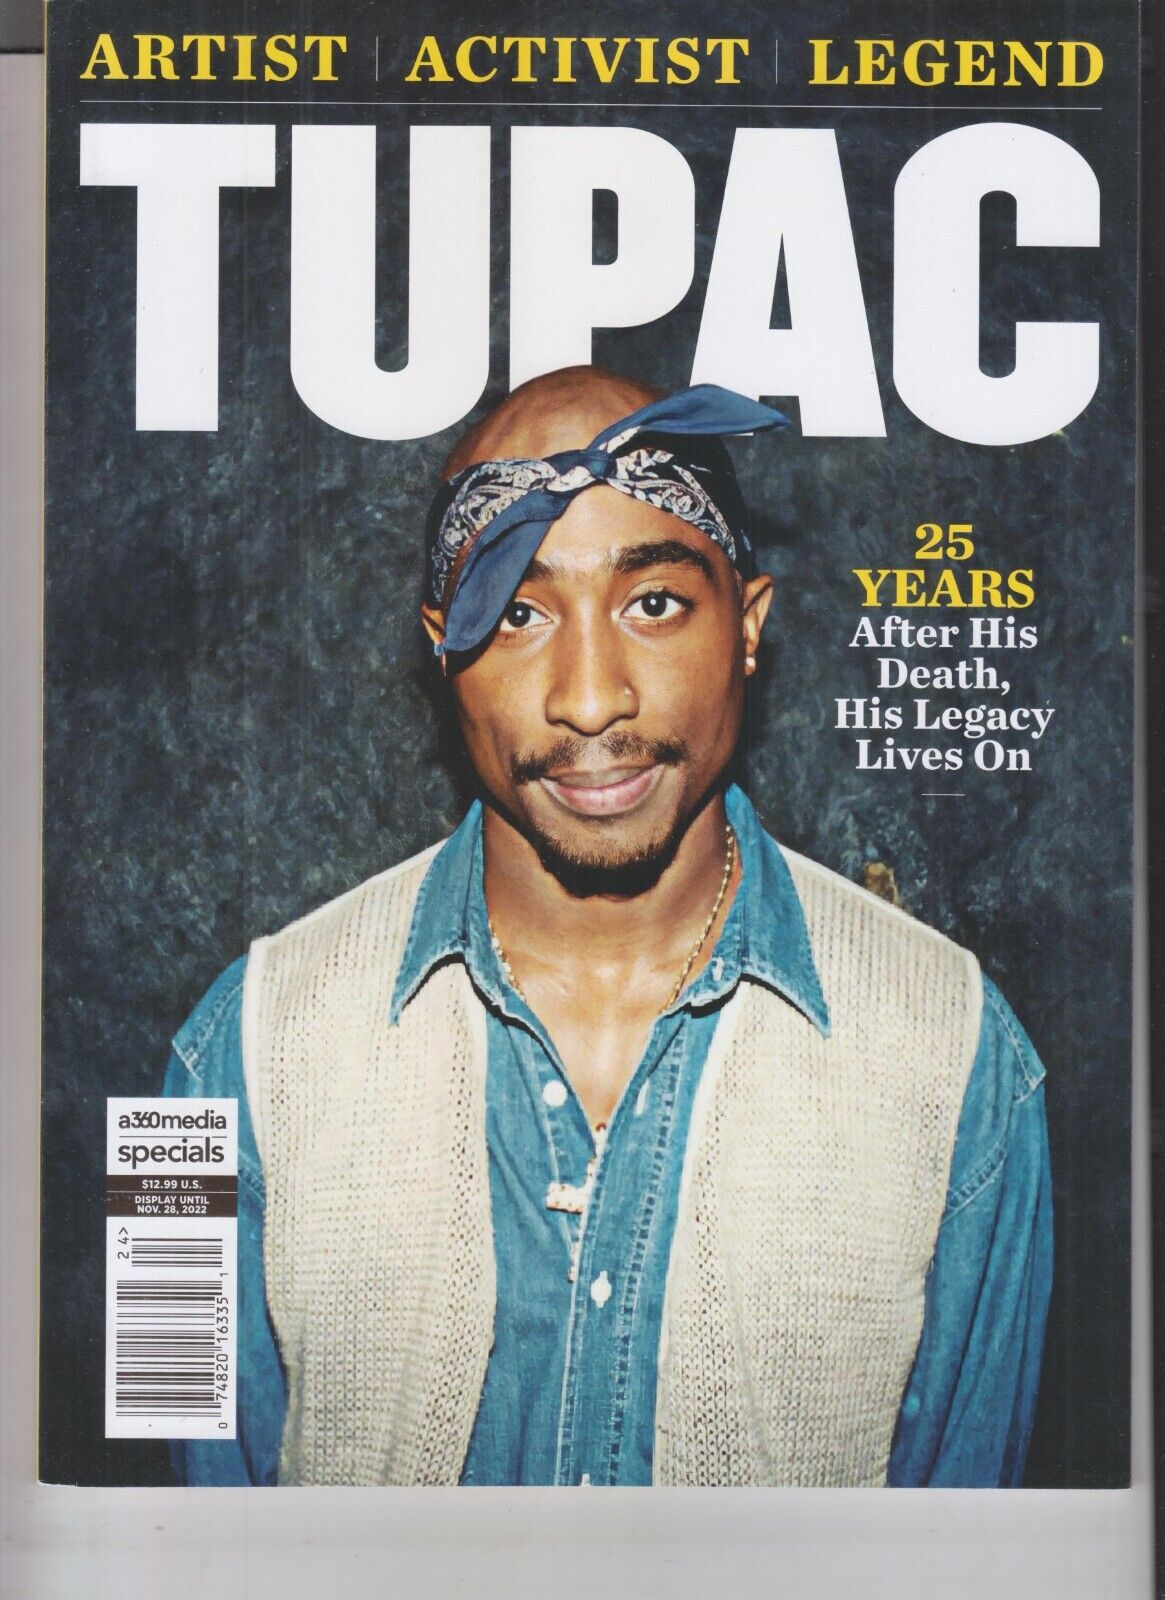 ARTIST | ACTIVIST | LEGEND
TUPAC
25
YEARS
After His
Death,
His Legacy
Lives On
a360media
specials
$12.99 U.S.
DISPLAY UNTIL
NOV. 28, 2022
24>
0 74820 16335 1